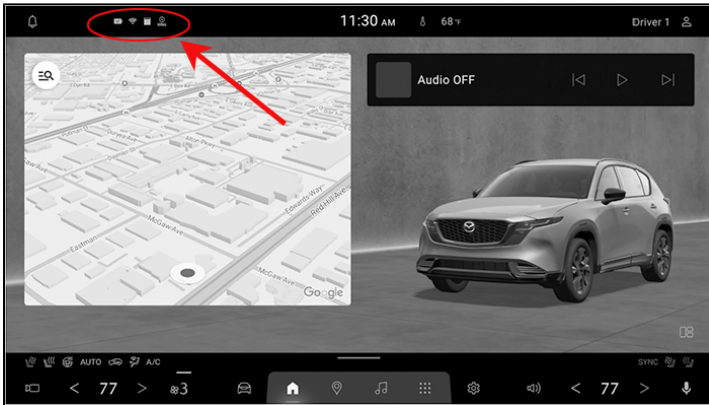 11:30 AM
68°F
Driver 1
Audio OFF
McGaw Ave
Edwards Way
Red Hill Ave
Eastman
McGaw Ave
Google
AUTO
A/C
SYNC
77
3
77